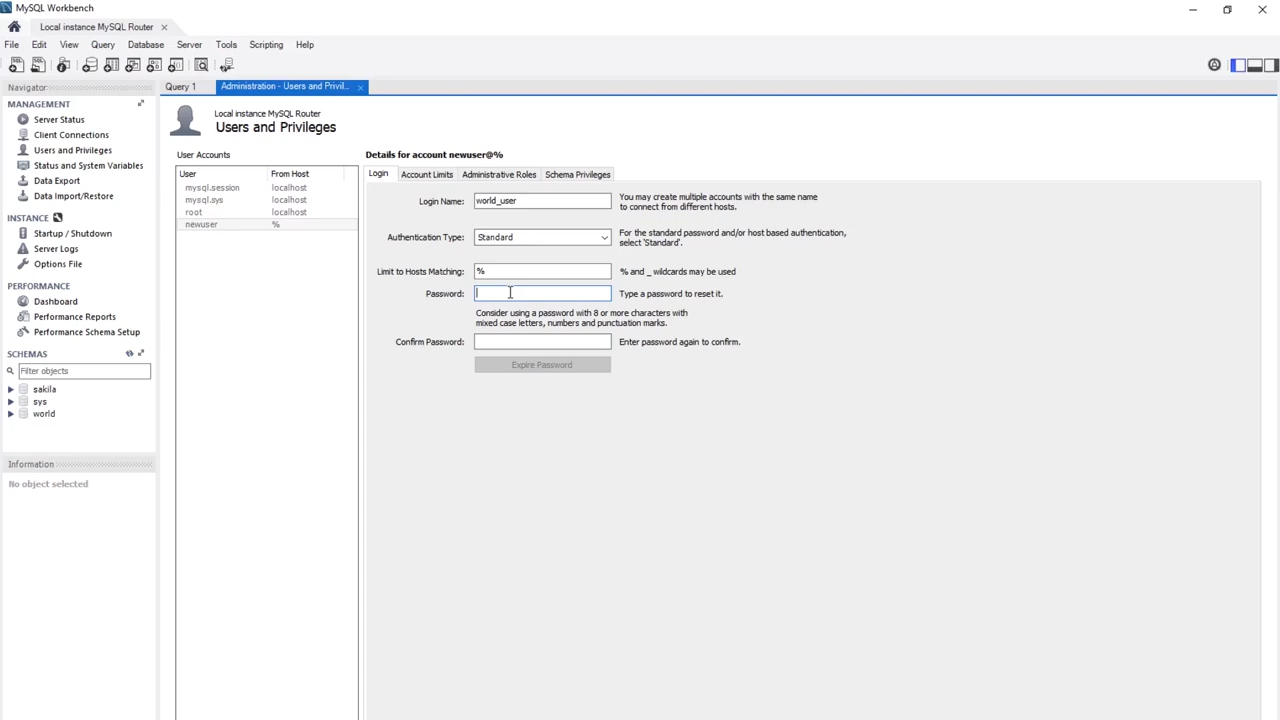 MySQL Workbench
Local instance MySQL Router
File Edit View Query Database Server Tools Scripting Help
Navigator
MANAGEMENT
Server Status
Client Connections
Users and Privileges
Status and System Variables
Data Export
Data Import/Restore
INSTANCE
Startup / Shutdown
Server Logs
Options File
PERFORMANCE
Dashboard
Performance Reports
Performance Schema Setup
SCHEMAS
Filter objects
sakila
sys
world
Information
No object selected
Query 1
Administration - Users and Privil...
Local instance MySQL Router
Users and Privileges
User Accounts
User From Host
mysql.session localhost
mysql.sys localhost
root localhost
newuser %
Details for account newuser@%
Login Account Limits Administrative Roles Schema Privileges
Login Name: world_user You may create multiple accounts with the same name
to connect from different hosts.
Authentication Type: Standard For the standard password and/or host based authentication,
select 'Standard'.
Limit to Hosts Matching: % % and _ wildcards may be used
Password: Type a password to reset it.
Consider using a password with 8 or more characters with
mixed case letters, numbers and punctuation marks.
Confirm Password: Enter password again to confirm.
Expire Password